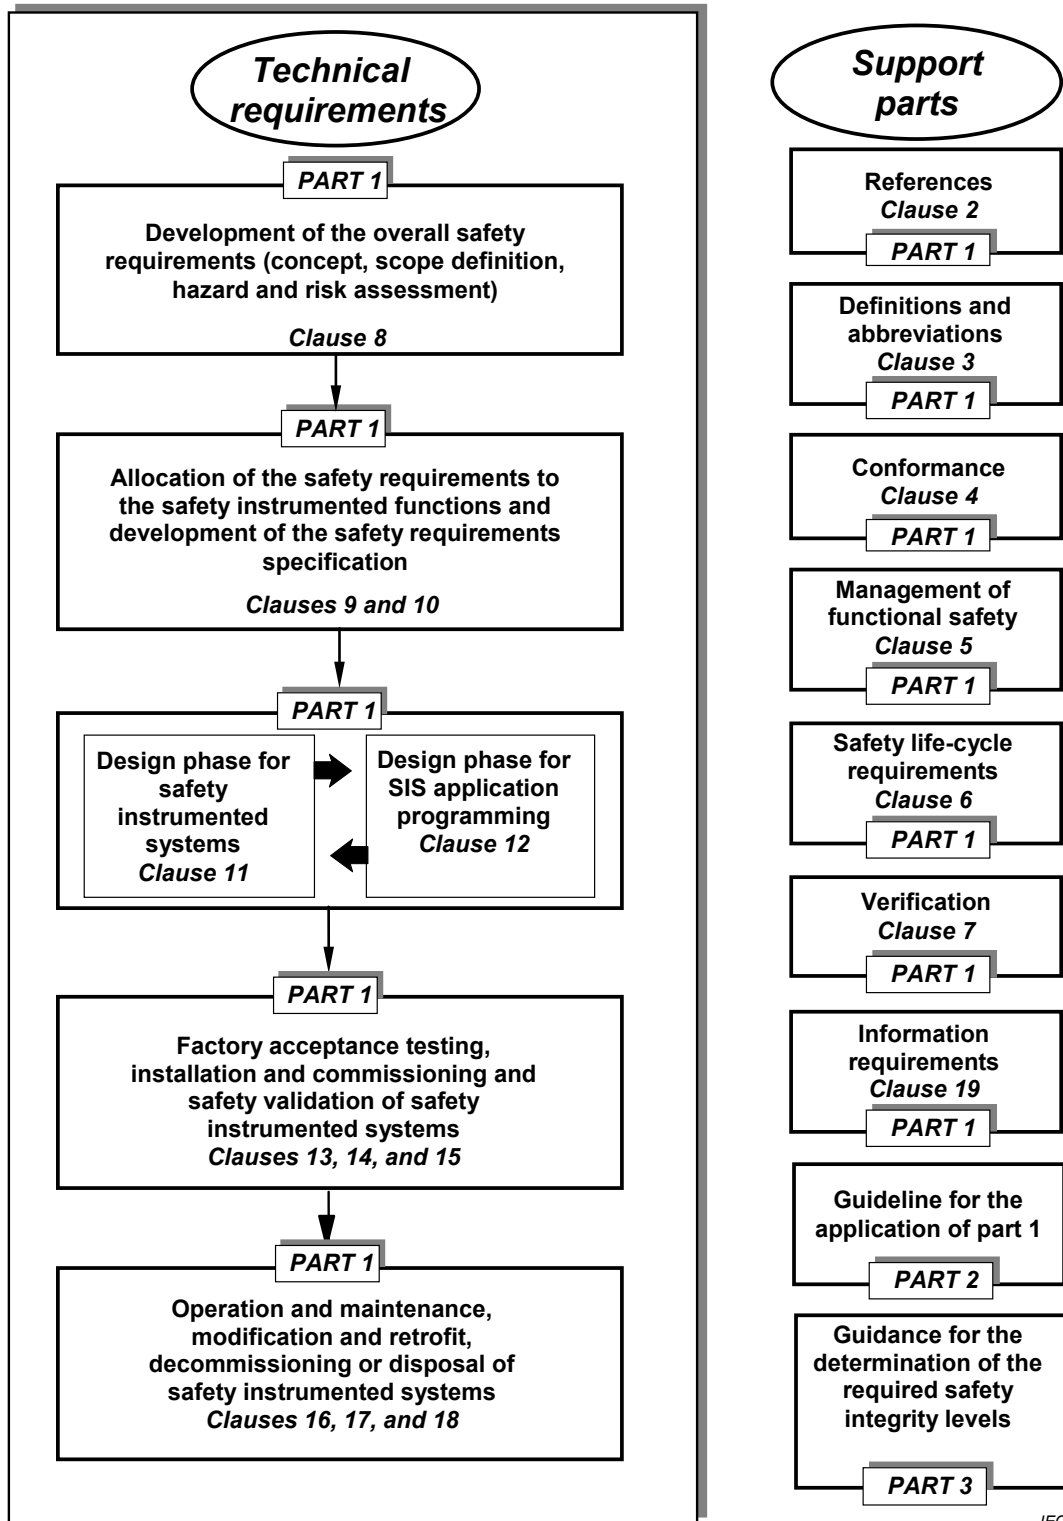 Technical
requirements
PART 1
Development of the overall safety
requirements (concept, scope definition,
hazard and risk assessment)
Clause 8
PART 1
Allocation of the safety requirements to
the safety instrumented functions and
development of the safety requirements
specification
Clauses 9 and 10
PART 1
Design phase for
safety
instrumented
systems
Clause 11
Design phase for
SIS application
programming
Clause 12
PART 1
Factory acceptance testing,
installation and commissioning and
safety validation of safety
instrumented systems
Clauses 13, 14, and 15
PART 1
Operation and maintenance,
modification and retrofit,
decommissioning or disposal of
safety instrumented systems
Clauses 16, 17, and 18
Support
parts
References
Clause 2
PART 1
Definitions and
abbreviations
Clause 3
PART 1
Conformance
Clause 4
PART 1
Management of
functional safety
Clause 5
PART 1
Safety life-cycle
requirements
Clause 6
PART 1
Verification
Clause 7
PART 1
Information
requirements
Clause 19
PART 1
Guideline for the
application of part 1
PART 2
Guidance for the
determination of the
required safety
integrity levels
PART 3